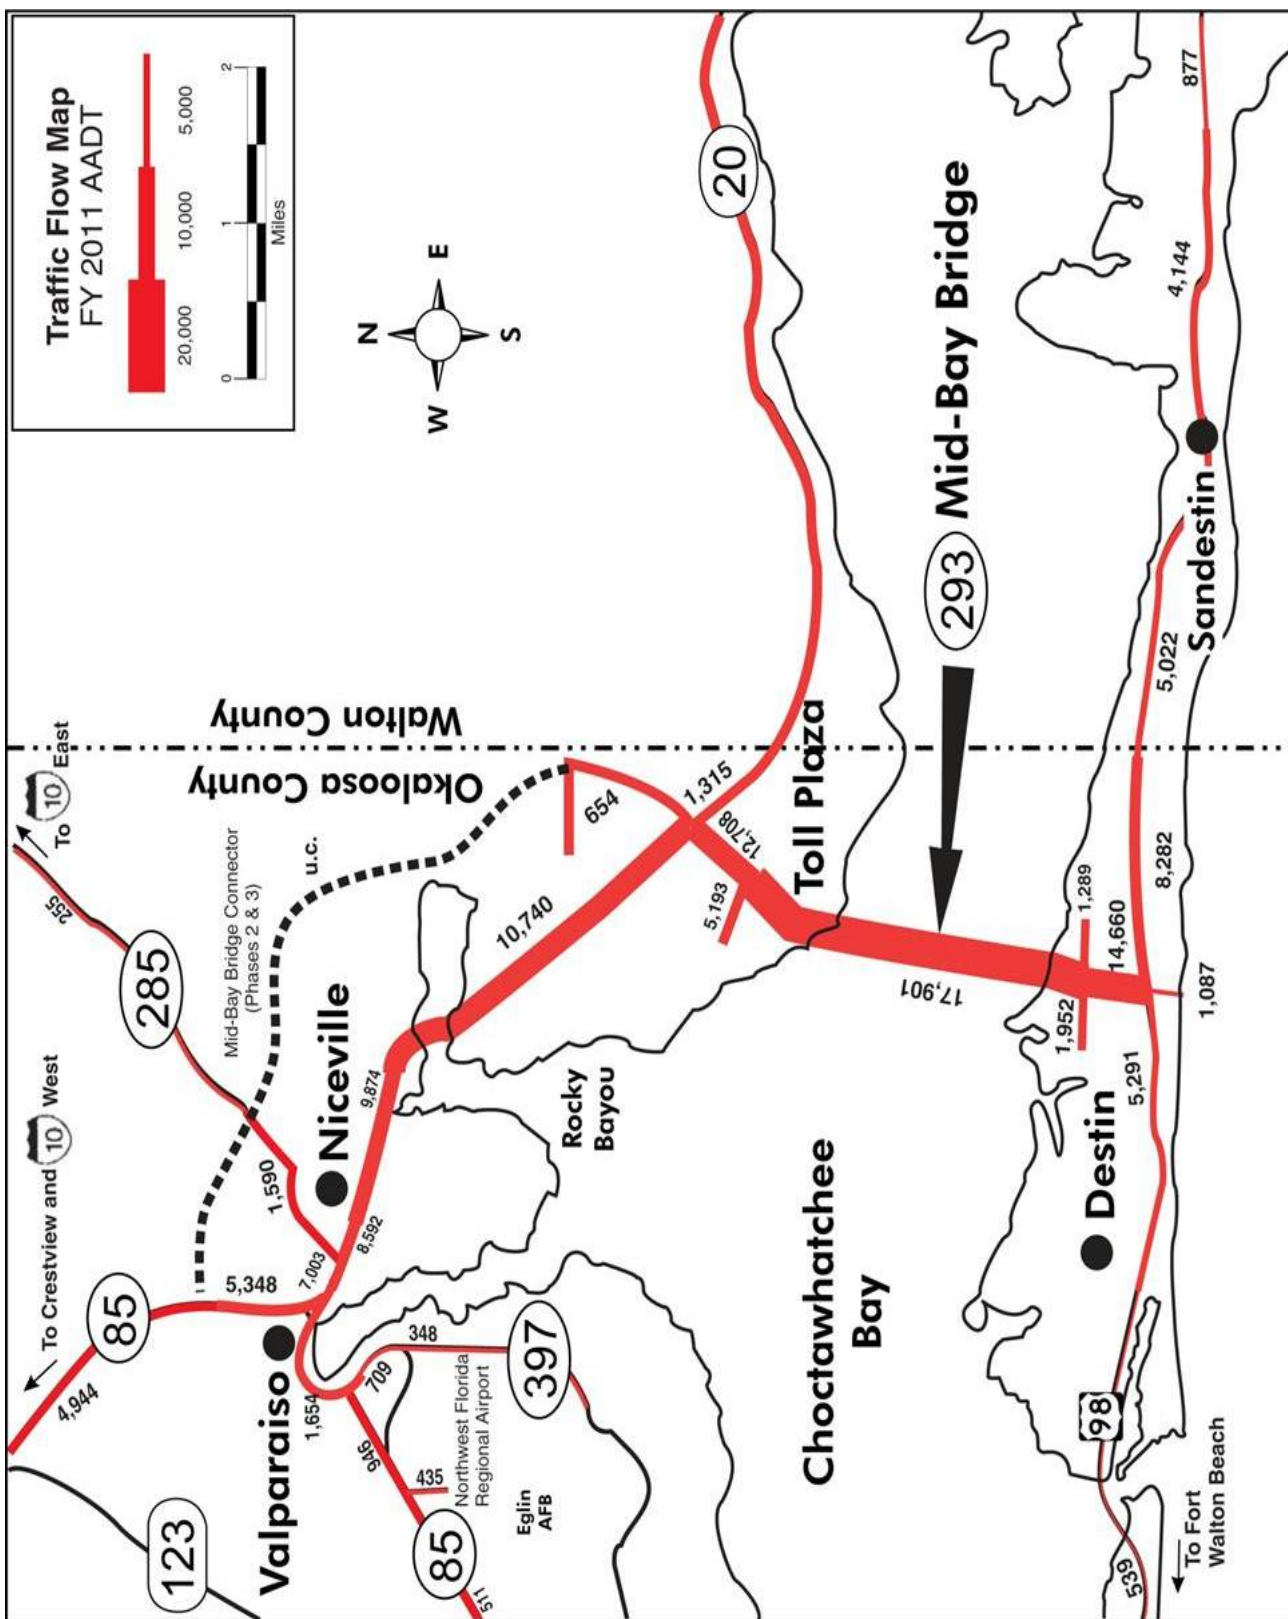 Traffic Flow Map
FY 2011 AADT
20,000
10,000
5,000
0
1
2
Miles
N
W
E
S
To Crestview and 10 West
To 10 East
255
285
Mid-Bay Bridge Connector
(Phases 2 & 3)
u.c.
Okaloosa County
Walton County
123
4,944
85
5,348
1,590
Niceville
Valparaiso
7,003
8,592
9,874
10,740
654
1,315
12,708
5,193
Toll Plaza
20
1,654
709
348
946
435
397
Northwest Florida
Regional Airport
Eglin
AFB
85
511
Rocky
Bayou
Choctawhatchee
Bay
17,901
293
Mid-Bay Bridge
1,952
1,289
14,660
8,282
5,022
Sandestin
4,144
877
1,087
5,291
Destin
98
539
To Fort
Walton Beach